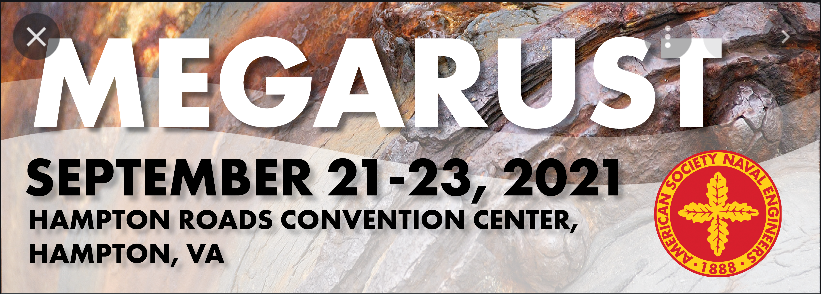 MEGARUST
SEPTEMBER 21-23, 2021
HAMPTON ROADS CONVENTION CENTER,
HAMPTON, VA
AMERICAN SOCIETY NAVAL ENGINEERS
· 1888 ·